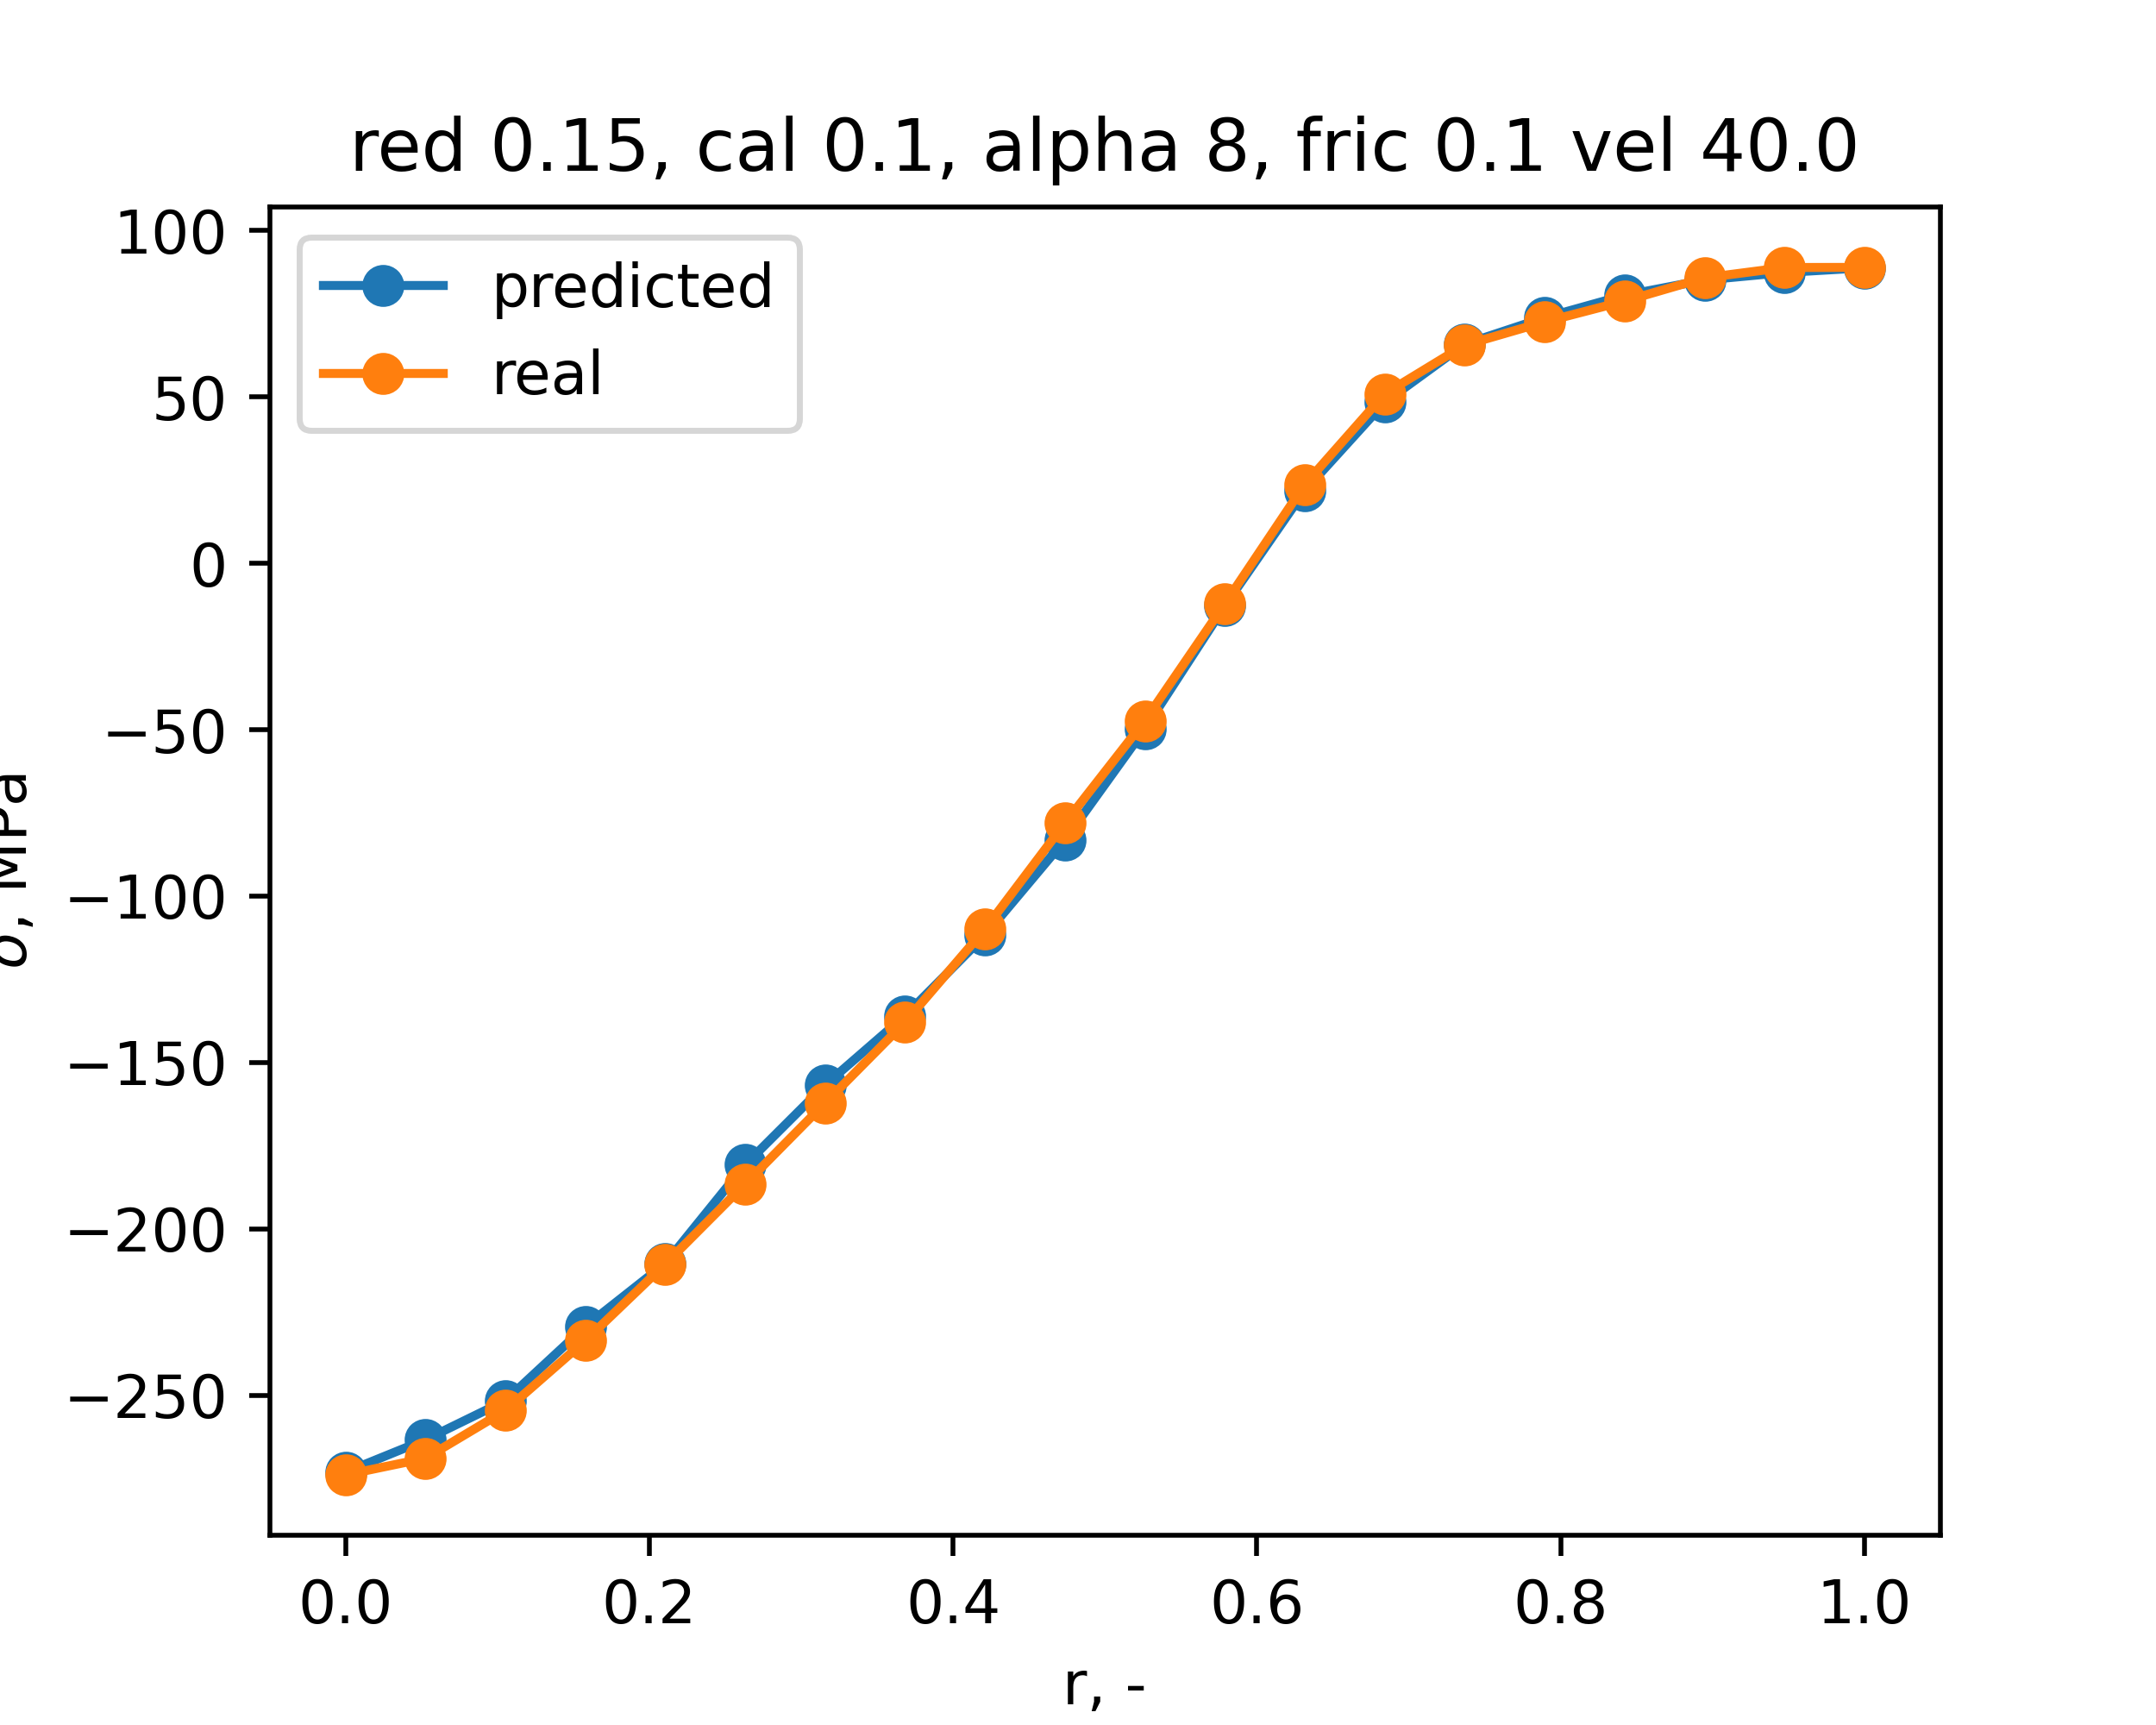 red 0.15, cal 0.1, alpha 8, fric 0.1 vel 40.0
predicted
real
100
50
0
−50
−100
−150
−200
−250
σ, MPa
0.0 0.2 0.4 0.6 0.8 1.0
r, -